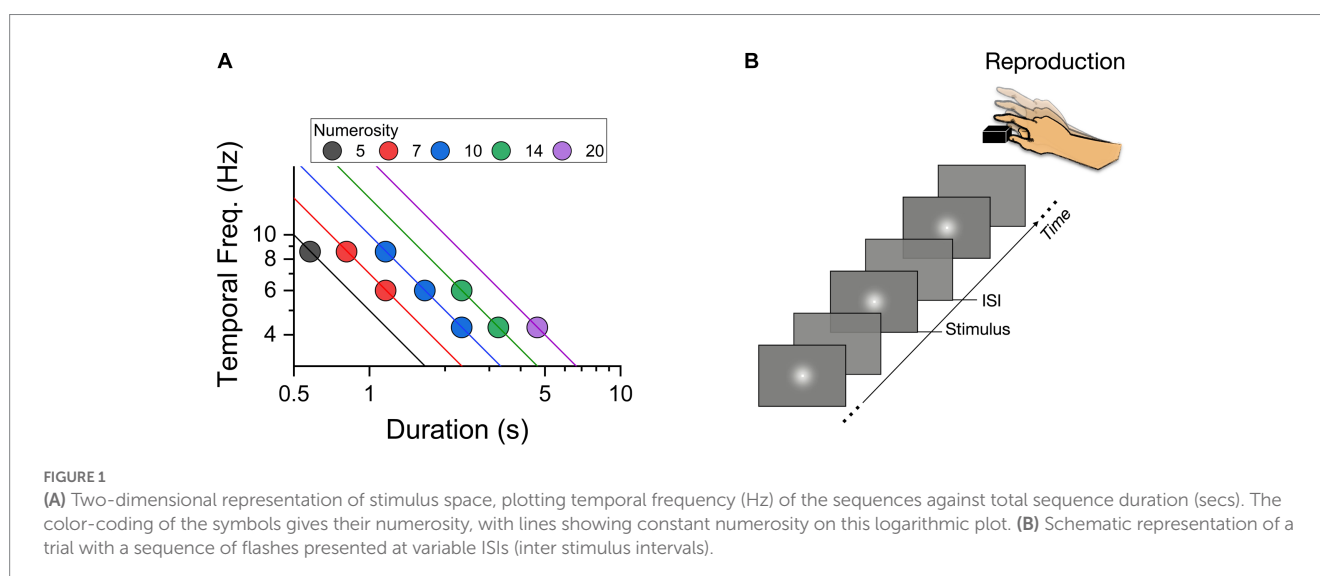 A
B
Reproduction
Numerosity
5 7 10 14 20
Temporal Freq. (Hz)
10
8
6
4
0.5 1 5 10
Duration (s)
Time
ISI
Stimulus
FIGURE 1
(A) Two-dimensional representation of stimulus space, plotting temporal frequency (Hz) of the sequences against total sequence duration (secs). The
color-coding of the symbols gives their numerosity, with lines showing constant numerosity on this logarithmic plot. (B) Schematic representation of a
trial with a sequence of flashes presented at variable ISIs (inter stimulus intervals).